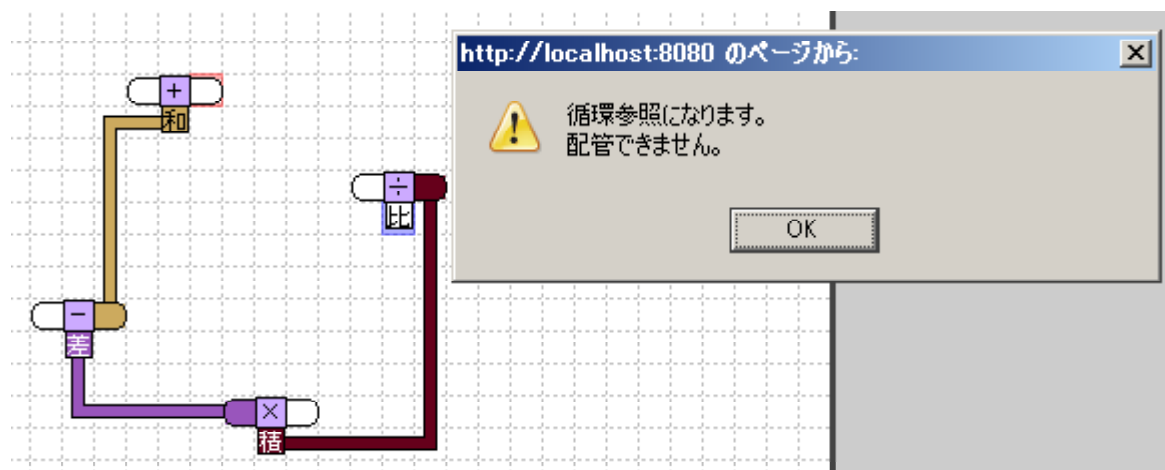 http://localhost:8080 のページから:
循環参照になります。
配管できません。
OK
+
和
÷
比
−
差
×
積